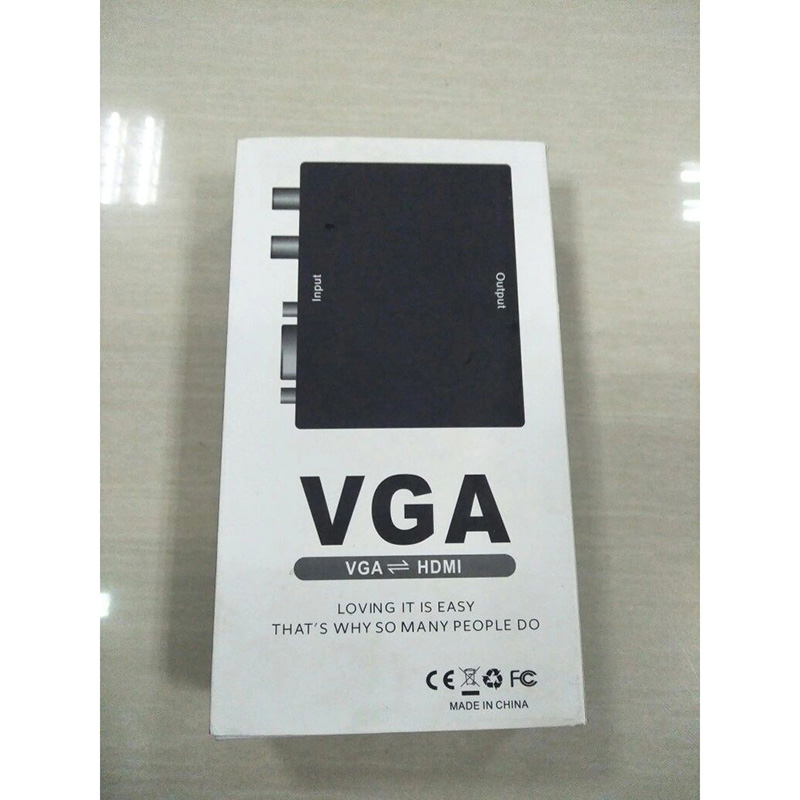 Input
Output
VGA
VGA ⇌ HDMI
LOVING IT IS EASY
THAT'S WHY SO MANY PEOPLE DO
CE FC
MADE IN CHINA